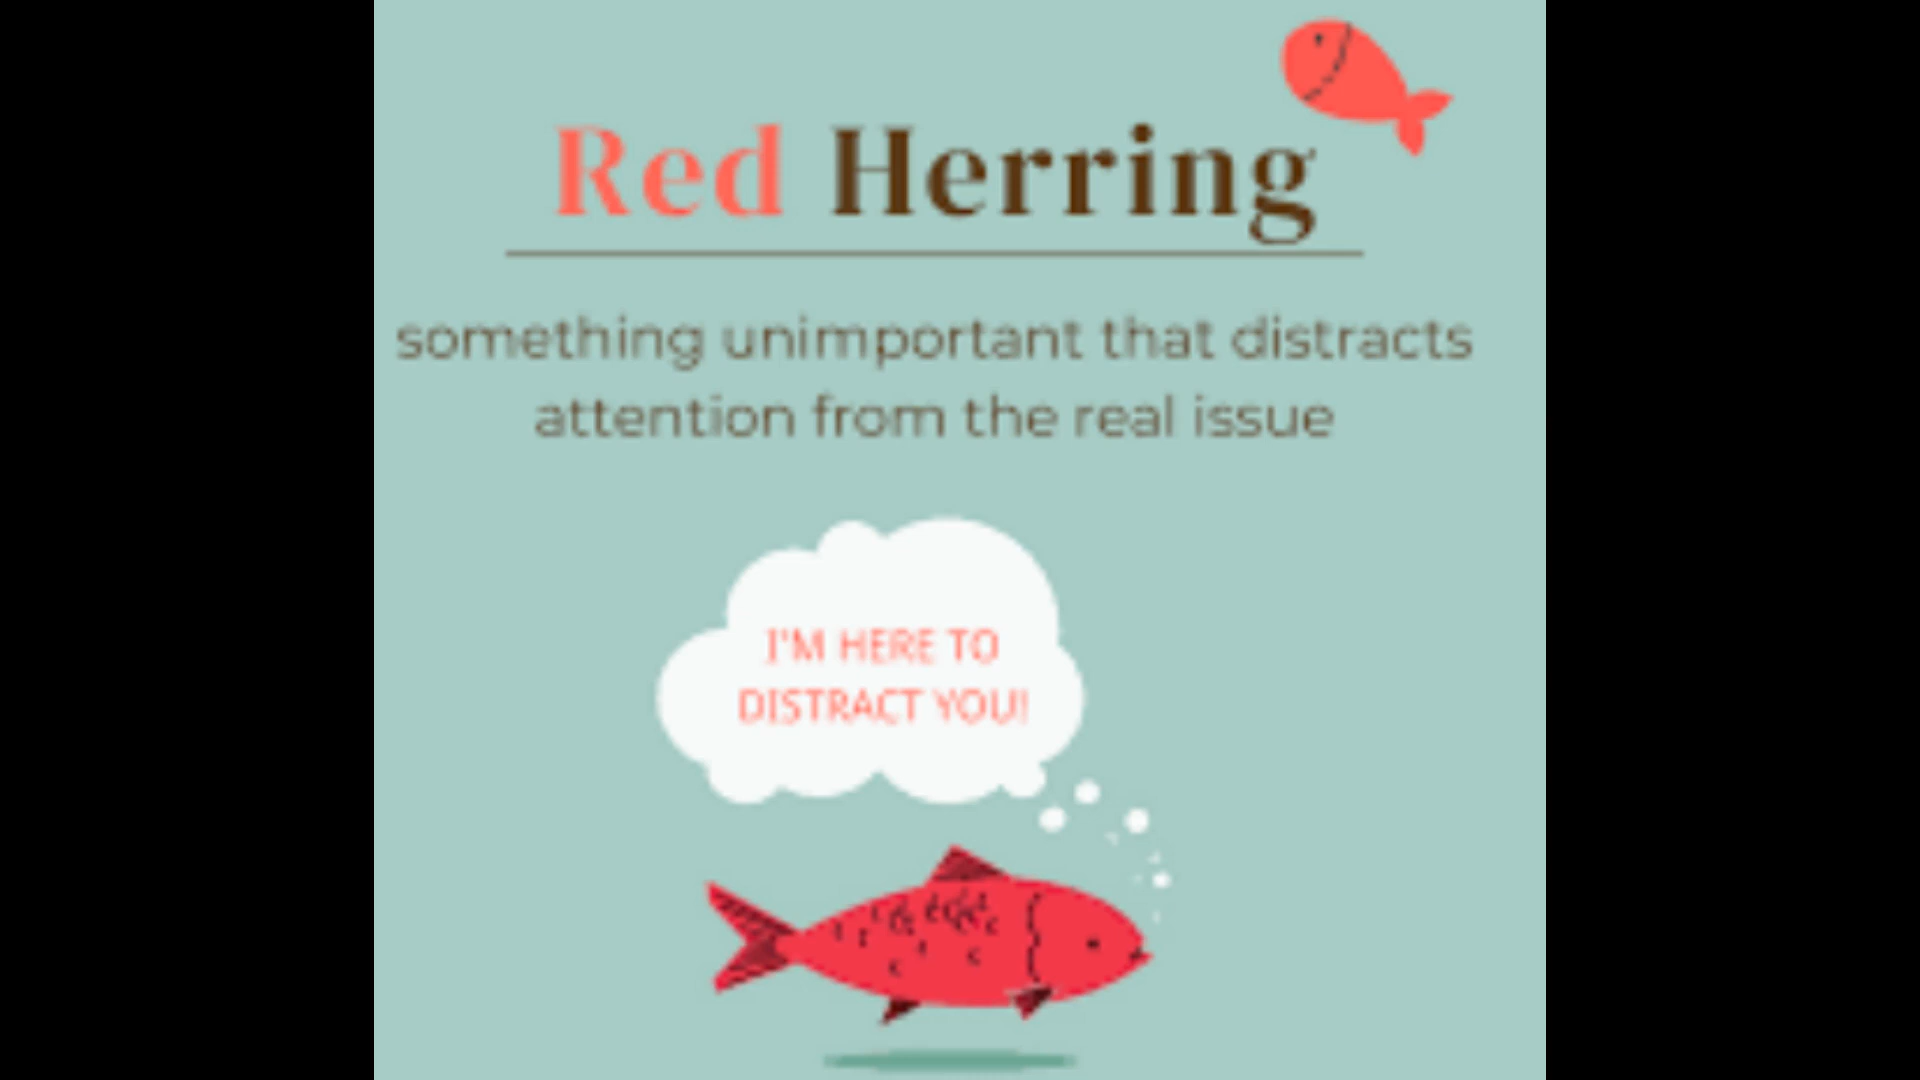 Red Herring
something unimportant that distracts
attention from the real issue
I'M HERE TO
DISTRACT YOU!